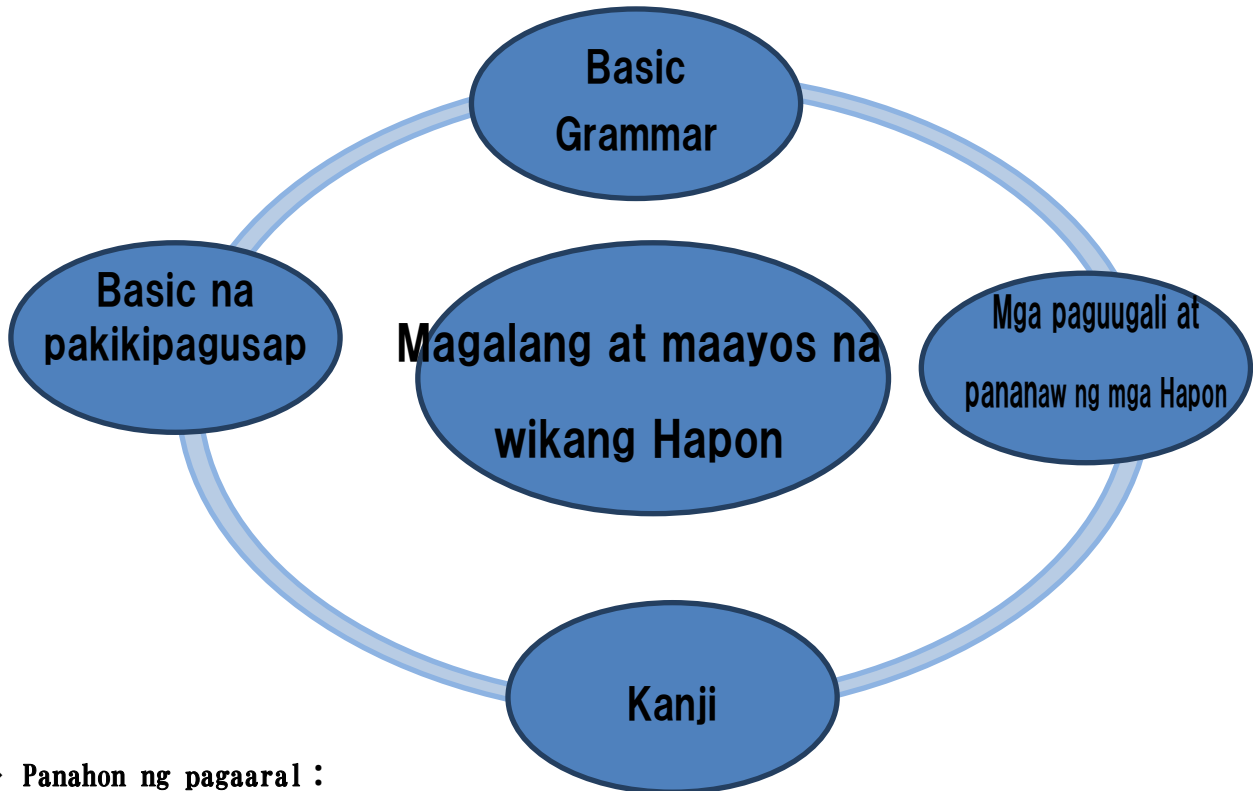 Basic
Grammar
Basic na
pakikipagusap
Magalang at maayos na
wikang Hapon
Mga paguugali at
pananaw ng mga Hapon
Kanji
Panahon ng pagaaral：